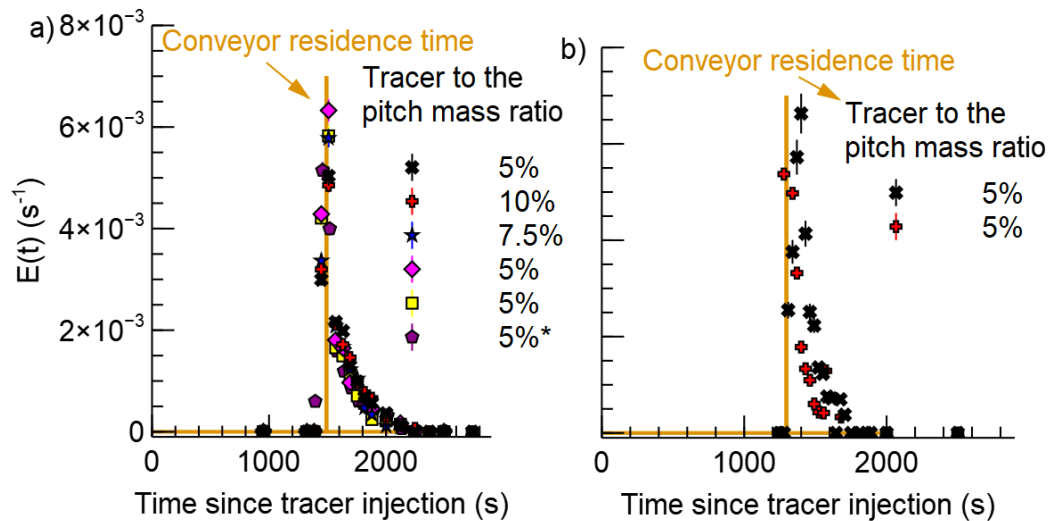 a)
8×10⁻³
6×10⁻³
4×10⁻³
2×10⁻³
0
E(t) (s⁻¹)
Conveyor residence time
Tracer to the
pitch mass ratio
5%
10%
7.5%
5%
5%
5%*
0 1000 2000
Time since tracer injection (s)
b)
Conveyor residence time
Tracer to the
pitch mass ratio
5%
5%
0 1000 2000
Time since tracer injection (s)